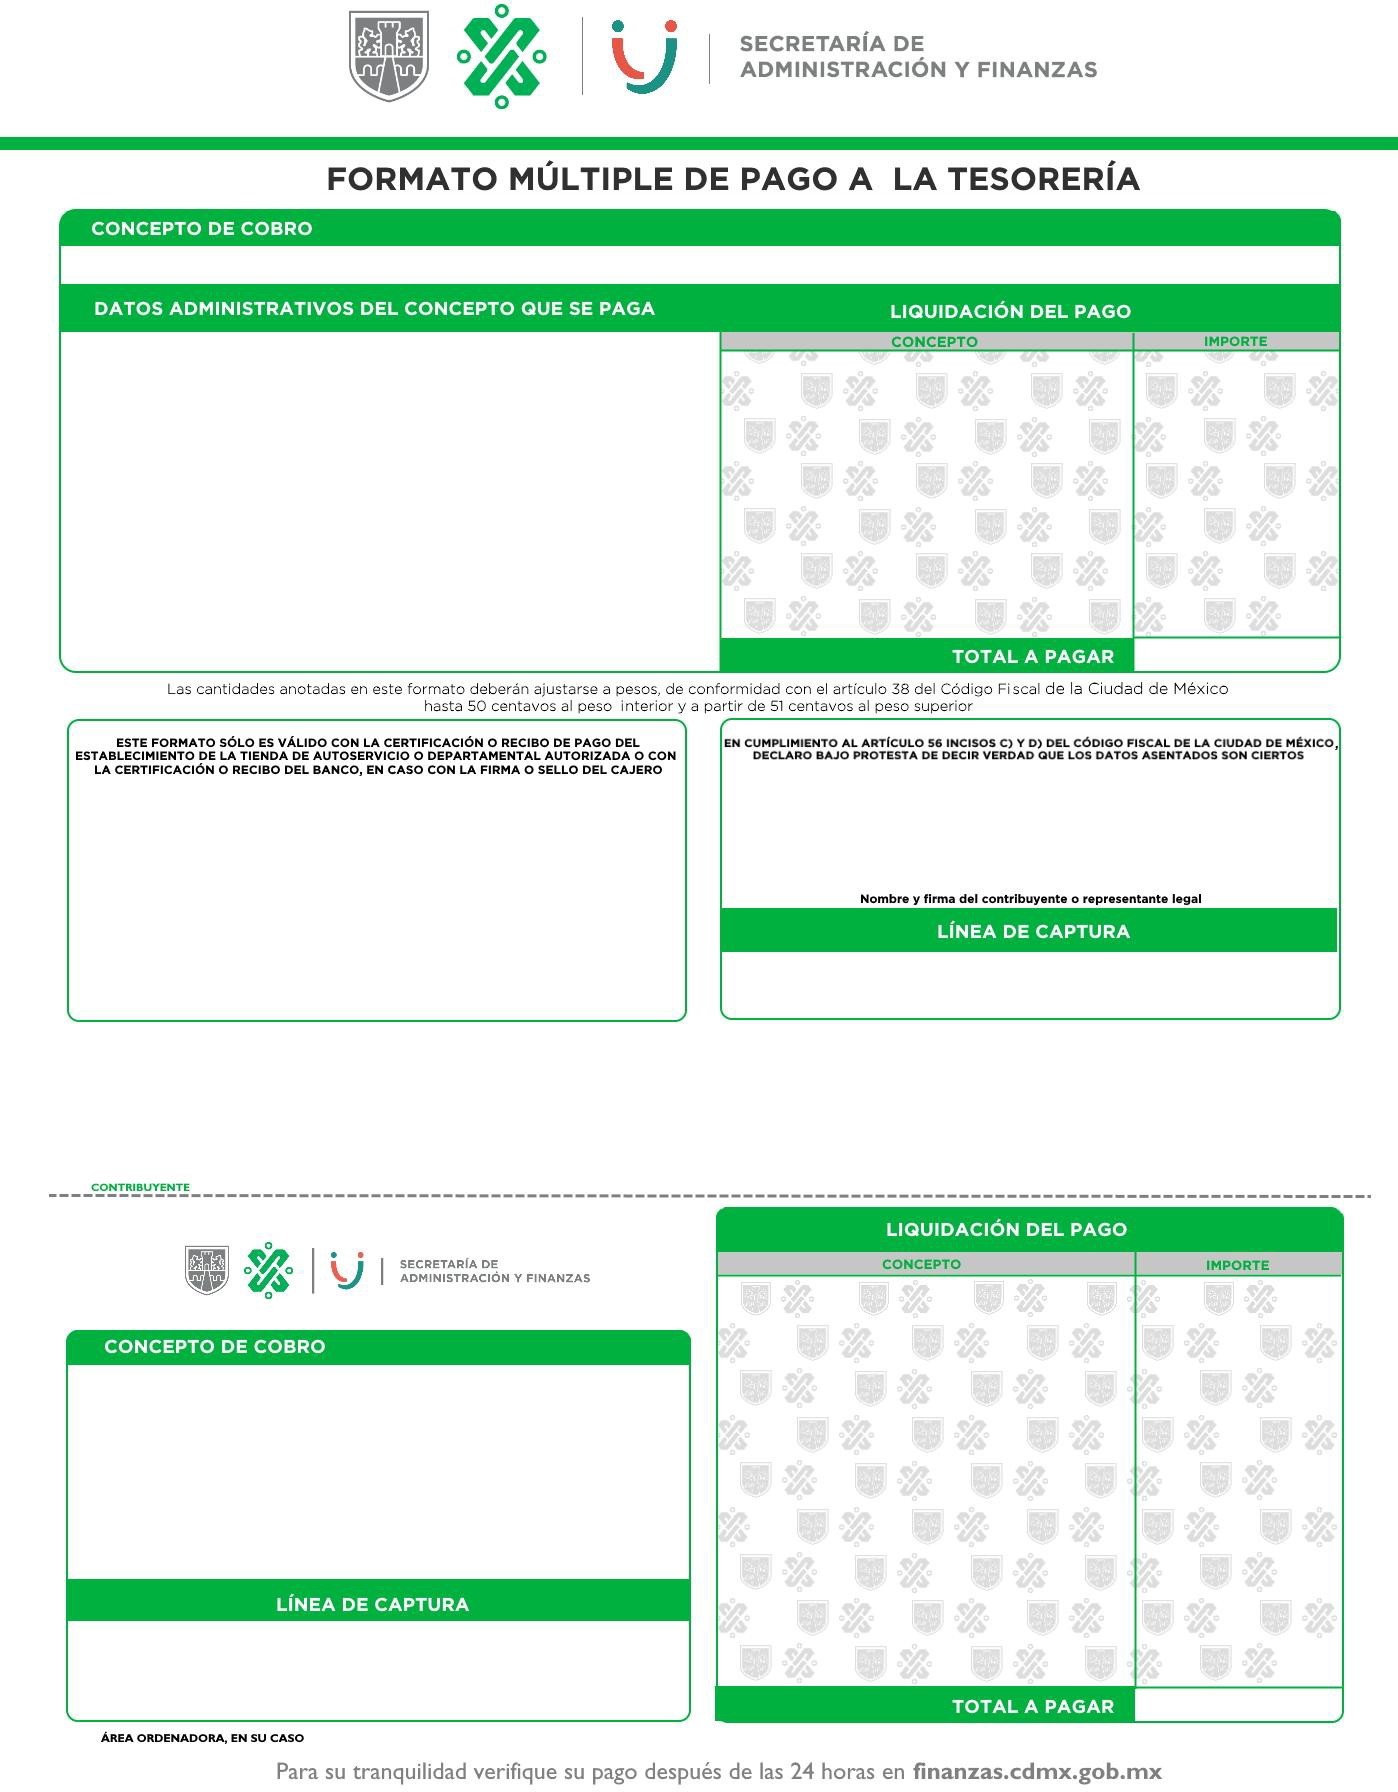 SECRETARÍA DE
ADMINISTRACIÓN Y FINANZAS
FORMATO MÚLTIPLE DE PAGO A LA TESORERÍA
CONCEPTO DE COBRO
DATOS ADMINISTRATIVOS DEL CONCEPTO QUE SE PAGA
LIQUIDACIÓN DEL PAGO
CONCEPTO
IMPORTE
TOTAL A PAGAR
Las cantidades anotadas en este formato deberán ajustarse a pesos, de conformidad con el artículo 38 del Código Fiscal de la Ciudad de México
hasta 50 centavos al peso interior y a partir de 51 centavos al peso superior
ESTE FORMATO SÓLO ES VÁLIDO CON LA CERTIFICACIÓN O RECIBO DE PAGO DEL
ESTABLECIMIENTO DE LA TIENDA DE AUTOSERVICIO O DEPARTAMENTAL AUTORIZADA O CON
LA CERTIFICACIÓN O RECIBO DEL BANCO, EN CASO CON LA FIRMA O SELLO DEL CAJERO
EN CUMPLIMIENTO AL ARTÍCULO 56 INCISOS C) Y D) DEL CÓDIGO FISCAL DE LA CIUDAD DE MÉXICO,
DECLARO BAJO PROTESTA DE DECIR VERDAD QUE LOS DATOS ASENTADOS SON CIERTOS
Nombre y firma del contribuyente o representante legal
LÍNEA DE CAPTURA
CONTRIBUYENTE
SECRETARÍA DE
ADMINISTRACIÓN Y FINANZAS
LIQUIDACIÓN DEL PAGO
CONCEPTO
IMPORTE
CONCEPTO DE COBRO
LÍNEA DE CAPTURA
TOTAL A PAGAR
ÁREA ORDENADORA, EN SU CASO
Para su tranquilidad verifique su pago después de las 24 horas en finanzas.cdmx.gob.mx